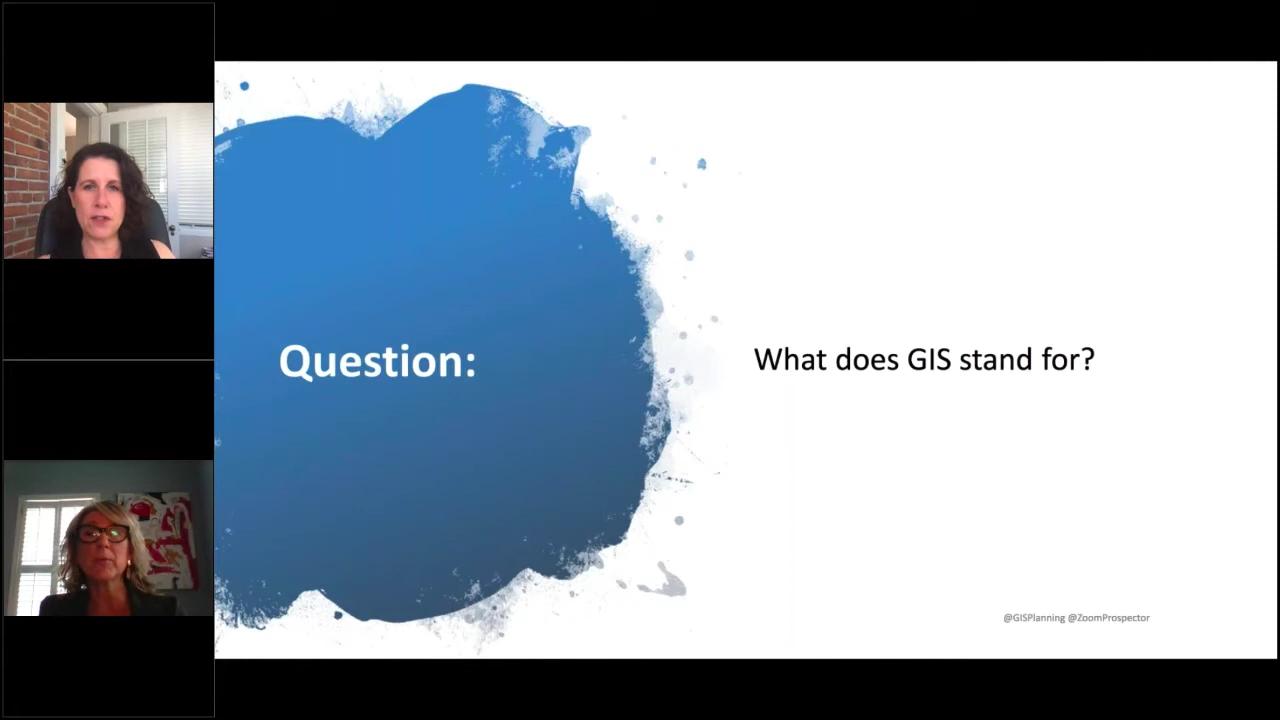 Question:
What does GIS stand for?
@GISPlanning @ZoomProspector